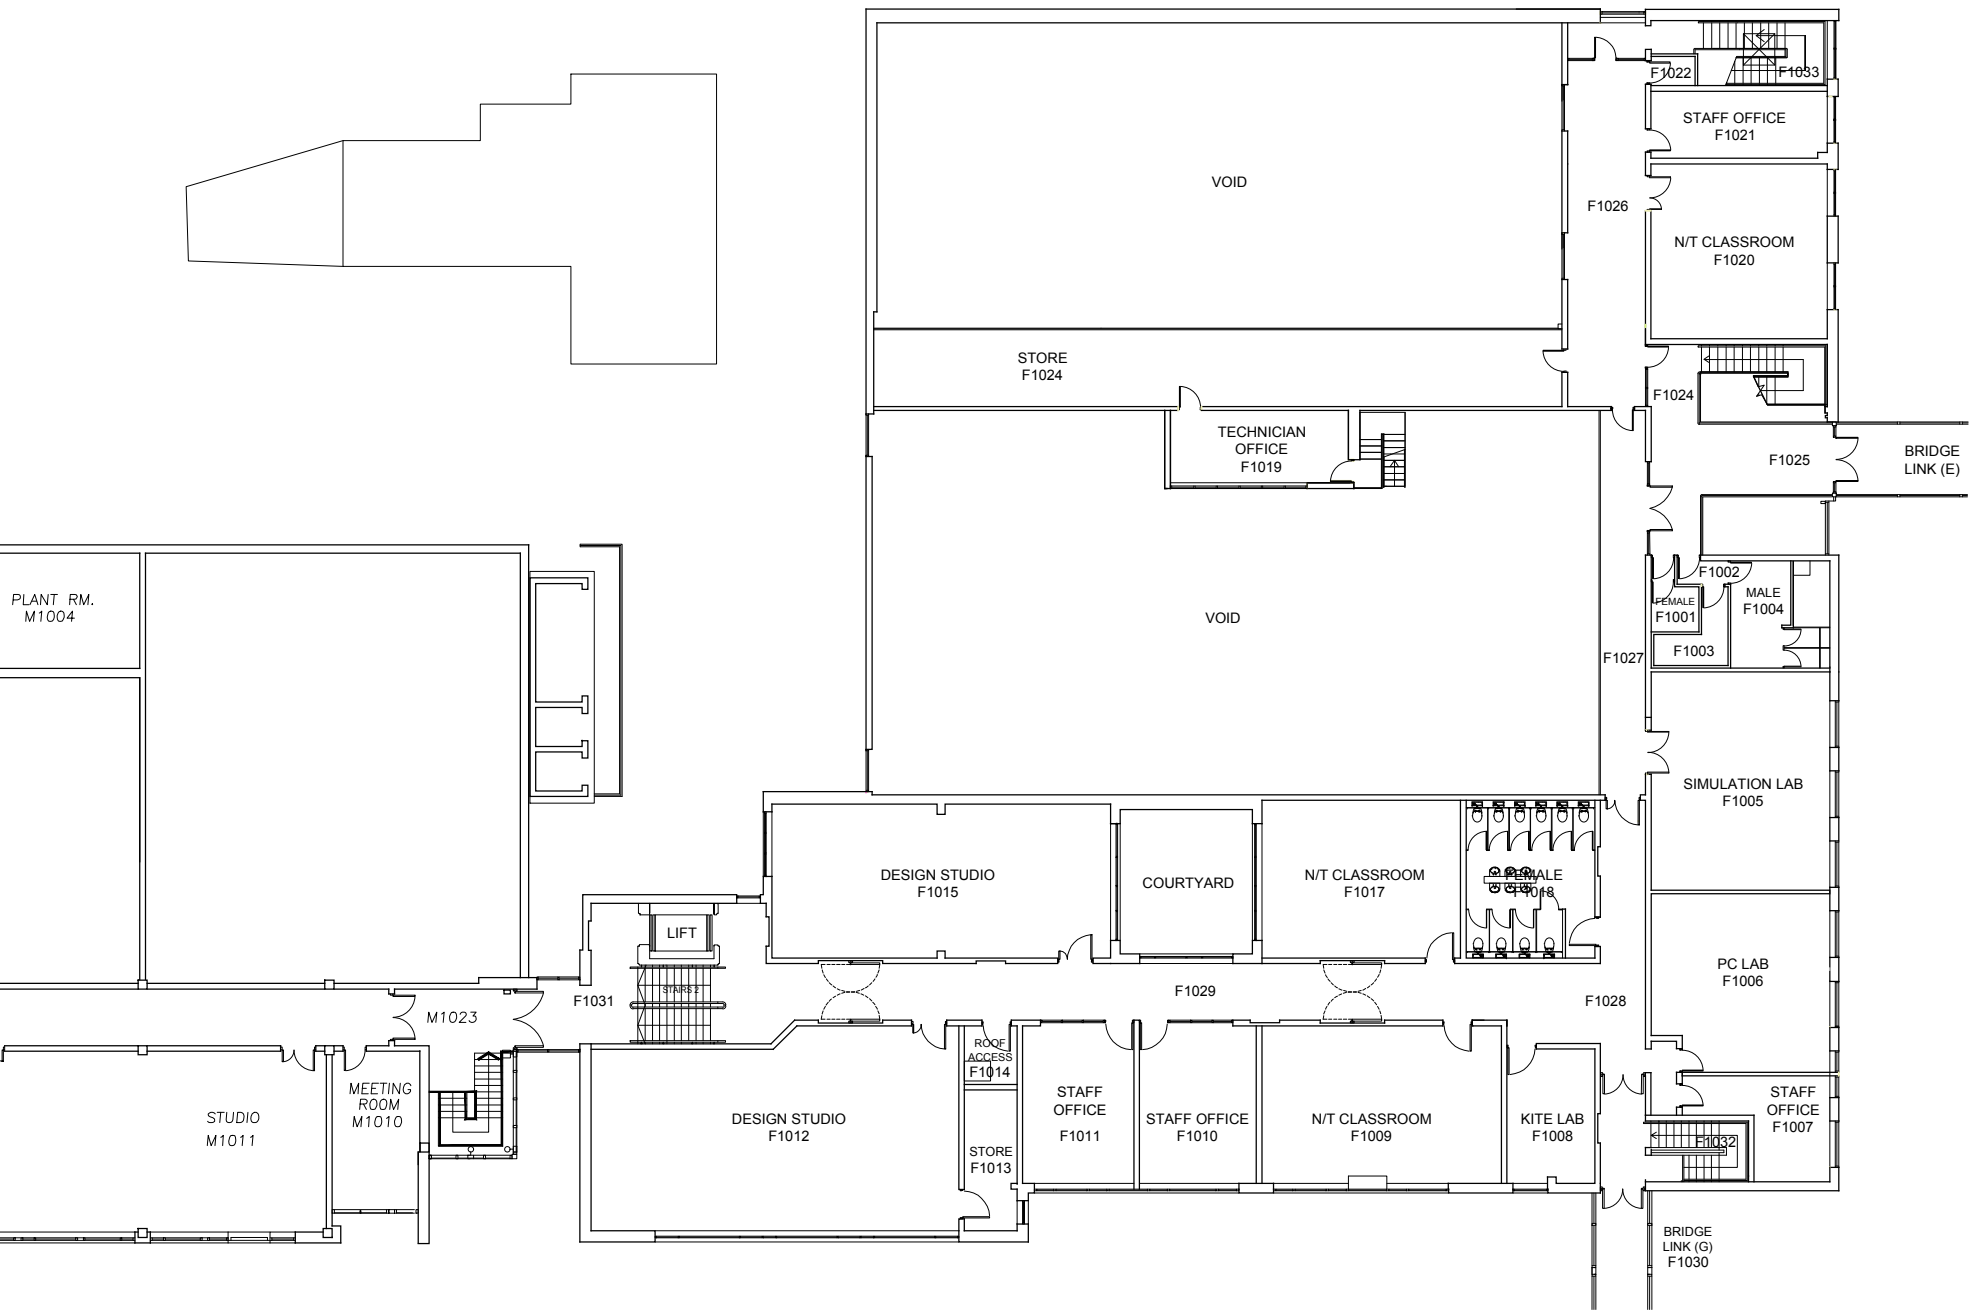 F1022
F1033
STAFF OFFICE
F1021
VOID
F1026
N/T CLASSROOM
F1020
STORE
F1024
F1024
TECHNICIAN
OFFICE
F1019
F1025
BRIDGE
LINK (E)
PLANT RM.
M1004
F1002
MALE
F1004
FEMALE
F1001
F1003
VOID
F1027
SIMULATION LAB
F1005
DESIGN STUDIO
F1015
COURTYARD
N/T CLASSROOM
F1017
FEMALE
F1018
LIFT
PC LAB
F1006
STAIRS 2
F1031
F1029
F1028
M1023
ROOF
ACCESS
F1014
MEETING
ROOM
M1010
STUDIO
M1011
DESIGN STUDIO
F1012
STORE
F1013
STAFF
OFFICE
F1011
STAFF OFFICE
F1010
N/T CLASSROOM
F1009
KITE LAB
F1008
STAFF
OFFICE
F1007
F1032
BRIDGE
LINK (G)
F1030